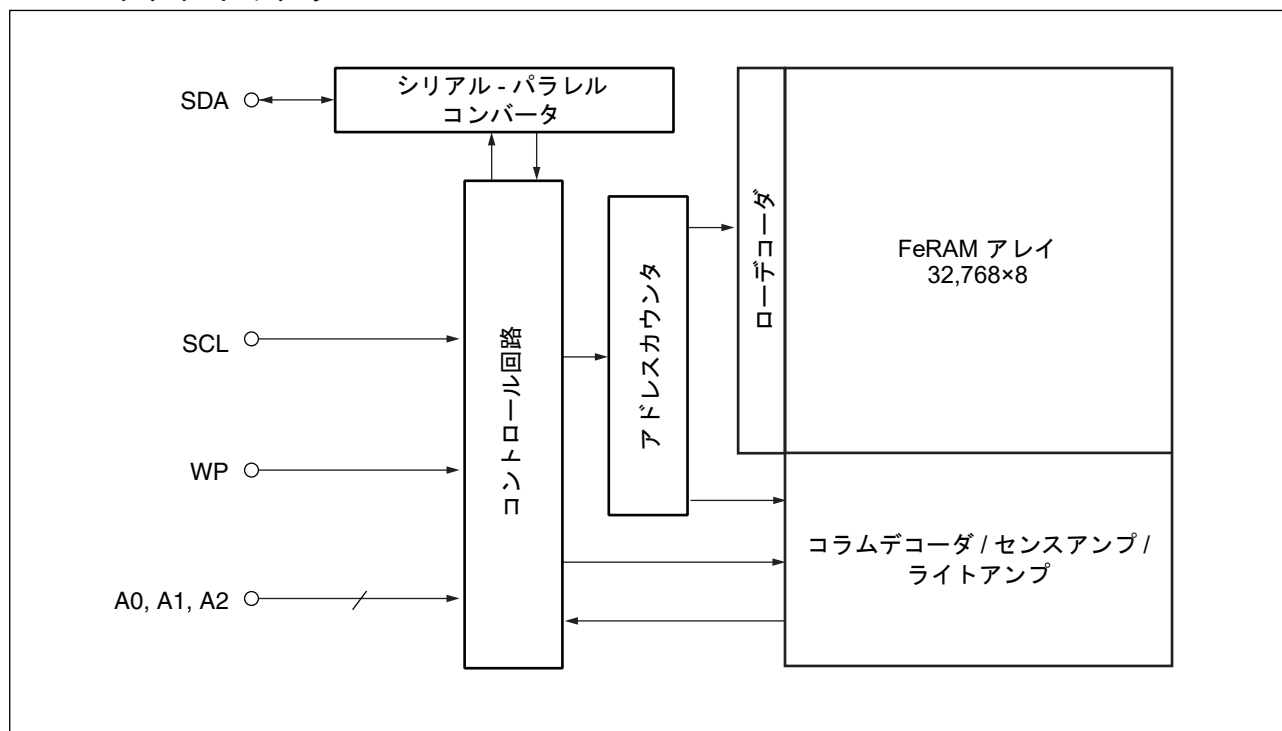 SDA
シリアル - パラレル
コンバータ
SCL
WP
A0, A1, A2
コントロール回路
アドレスカウンタ
ローデコーダ
FeRAM アレイ
32,768×8
コラムデコーダ / センスアンプ /
ライトアンプ